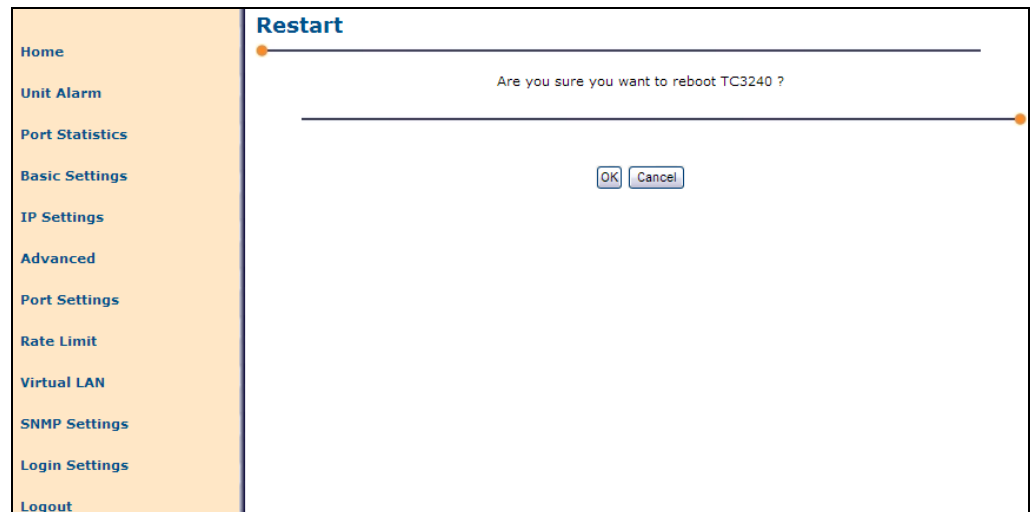 Restart
Home
Unit Alarm
Port Statistics
Basic Settings
IP Settings
Advanced
Port Settings
Rate Limit
Virtual LAN
SNMP Settings
Login Settings
Logout
Are you sure you want to reboot TC3240 ?
OK Cancel